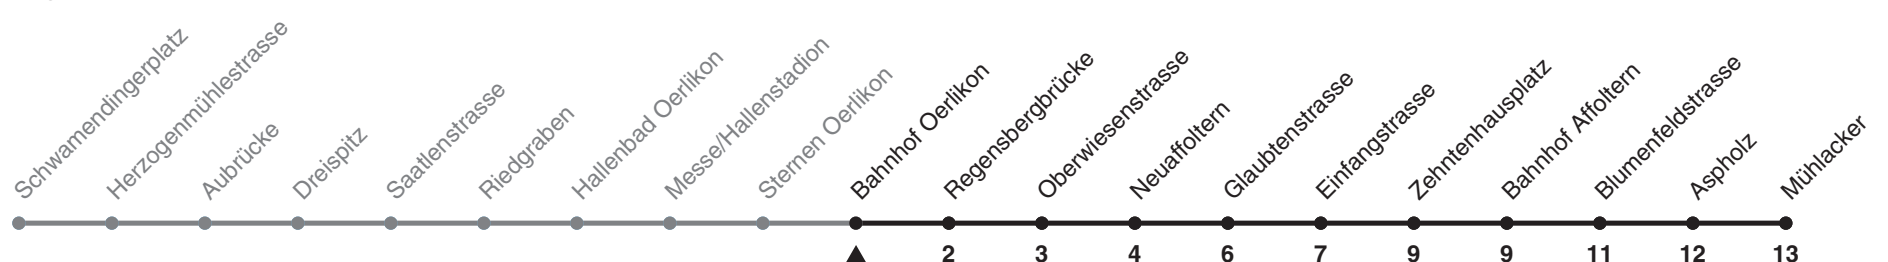 Schwamendingerplatz
Herzogenmühlestrasse
Aubrücke
Dreispitz
Saatlenstrasse
Riedgraben
Hallenbad Oerlikon
Messe/Hallenstadion
Sternen Oerlikon
Bahnhof Oerlikon
Regensbergbrücke
Oberwiesenstrasse
Neuaffoltern
Glaubtenstrasse
Einfangstrasse
Zehntenhausplatz
Bahnhof Affoltern
Blumenfeldstrasse
Aspholz
Mühlacker
2 3 4 6 7 9 9 11 12 13